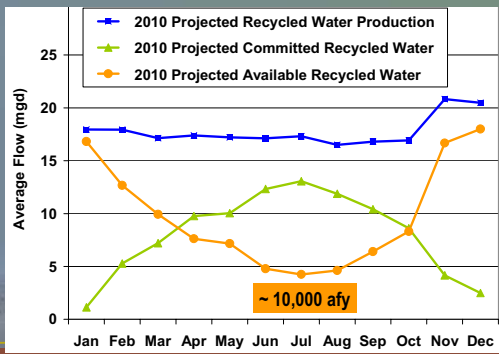 2010 Projected Recycled Water Production
2010 Projected Committed Recycled Water
2010 Projected Available Recycled Water
Average Flow (mgd)
25
20
15
10
5
0
~ 10,000 afy
Jan Feb Mar Apr May Jun Jul Aug Sep Oct Nov Dec